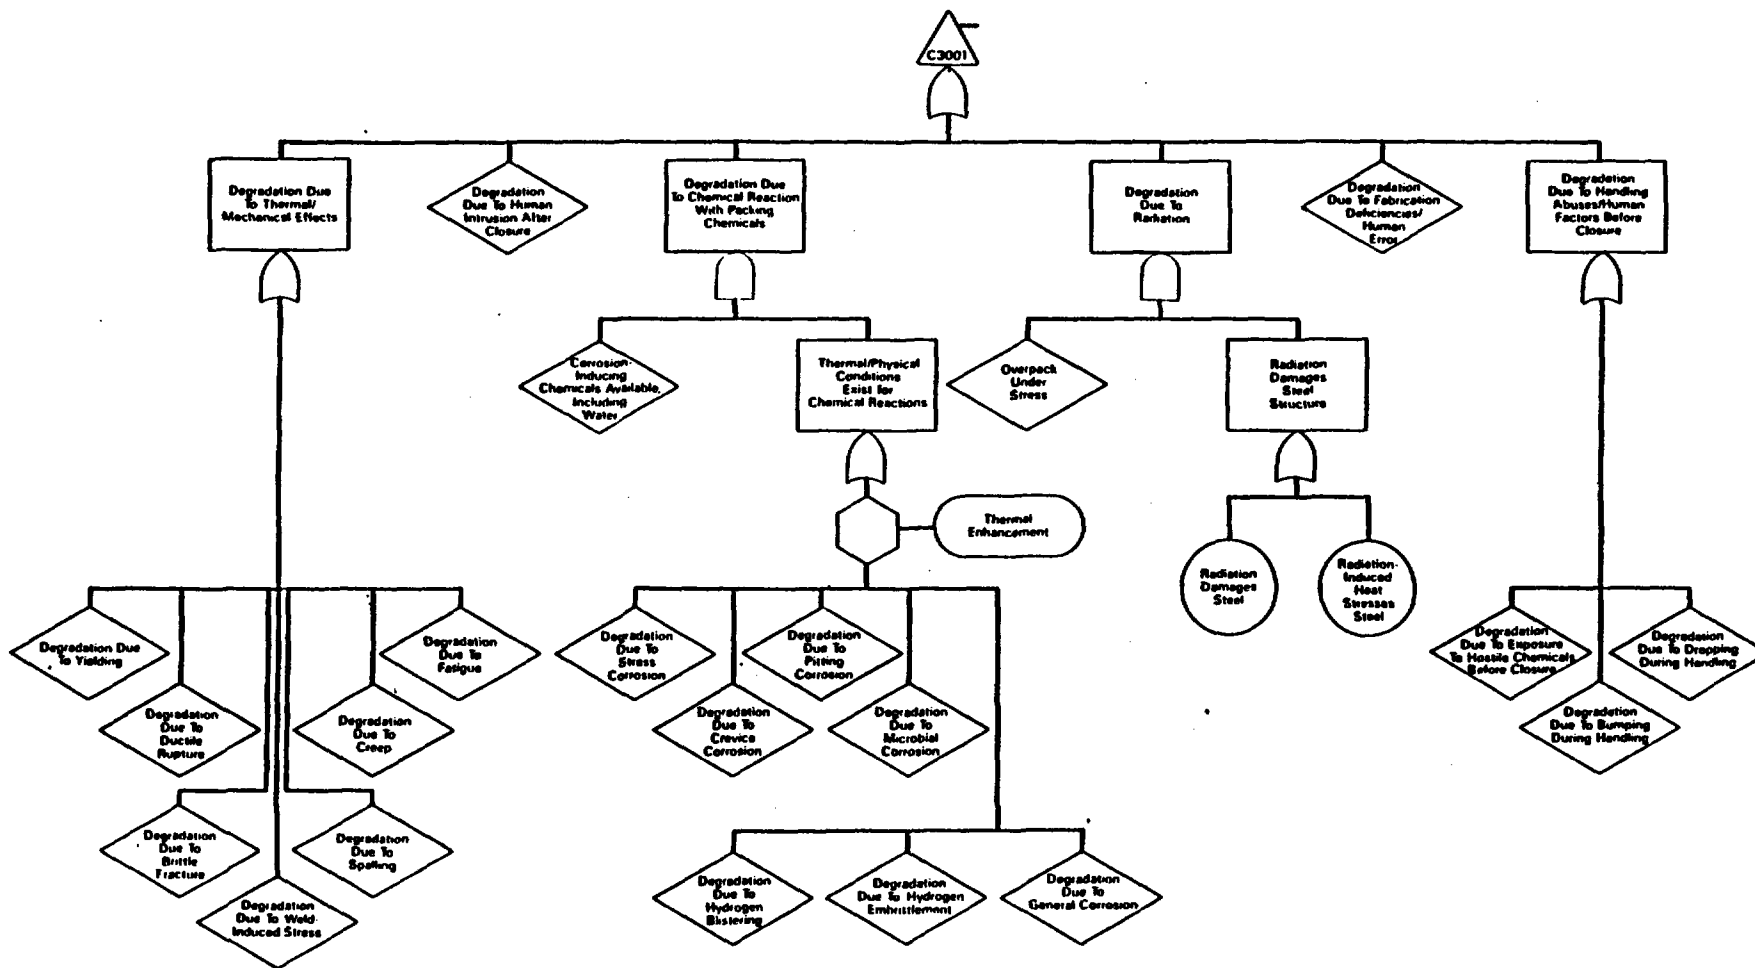 C3001
Degradation Due
To Thermal/
Mechanical Effects
Degradation
Due To Human
Intrusion After
Closure
Degradation Due
To Chemical Reaction
With Packing
Chemicals
Degradation
Due To
Radiation
Degradation
Due To Fabrication
Deficiencies/
Human
Error
Degradation
Due To Handling
Abuses/Human
Factors Before
Closure
Corrosion-
Inducing
Chemicals Available,
Including
Water
Thermal/Physical
Conditions
Exist for
Chemical Reactions
Overpack
Under
Stress
Radiation
Damages
Steel
Structure
Thermal
Enhancement
Radiation
Damages
Steel
Radiation-
Induced
Heat
Stresses
Steel
Degradation Due
To Yielding
Degradation
Due To
Ductile
Rupture
Degradation
Due To
Creep
Degradation
Due To
Fatigue
Degradation
Due To
Brittle
Fracture
Degradation
Due To Weld-
Induced Stress
Degradation
Due To
Spalling
Degradation
Due To
Stress
Corrosion
Degradation
Due To
Crevice
Corrosion
Degradation
Due To
Pitting
Corrosion
Degradation
Due To
Microbial
Corrosion
Degradation
Due To
Hydrogen
Blistering
Degradation
Due To Hydrogen
Embrittlement
Degradation
Due To
General Corrosion
Degradation
Due To Exposure
To Hostile Chemicals
Before Closure
Degradation
Due To Bumping
During Handling
Degradation
Due To Dropping
During Handling